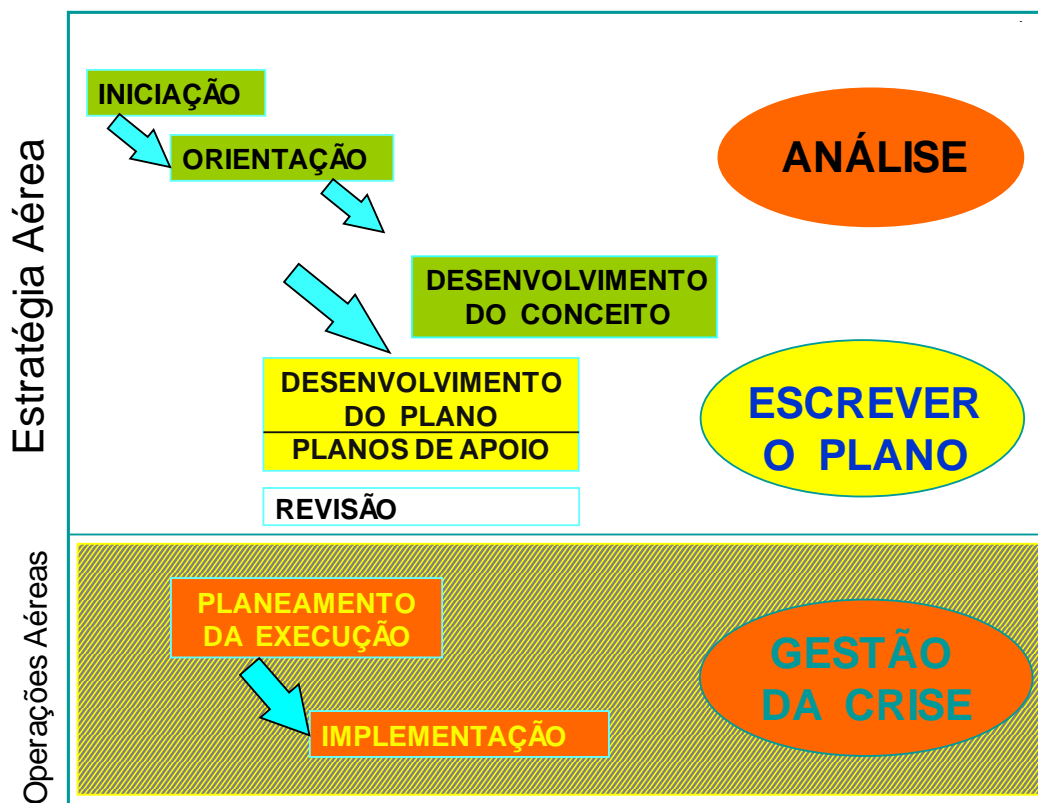 Estratégia Aérea
INICIAÇÃO
ORIENTAÇÃO
ANÁLISE
DESENVOLVIMENTO
DO CONCEITO
DESENVOLVIMENTO
DO PLANO
PLANOS DE APOIO
ESCREVER
O PLANO
REVISÃO
Operações Aéreas
PLANEAMENTO
DA EXECUÇÃO
GESTÃO
DA CRISE
IMPLEMENTAÇÃO